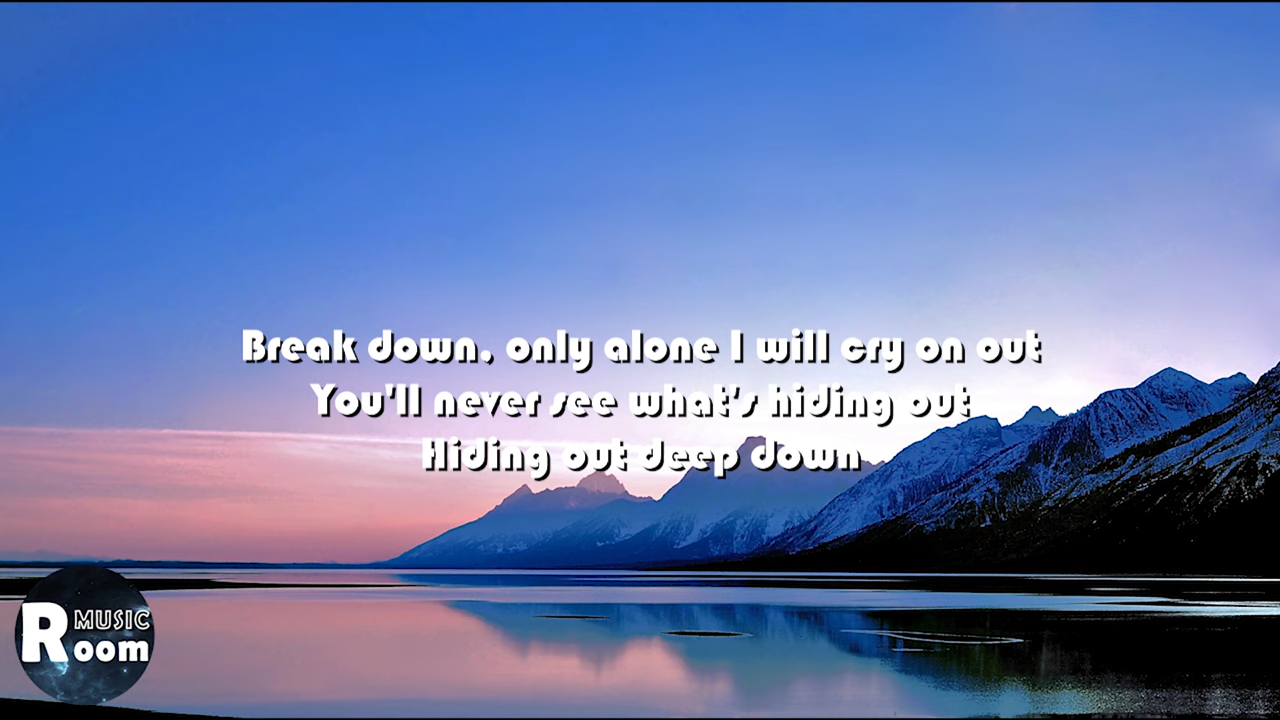 Break down, only alone I will cry on out
You'll never see what's hiding out
Hiding out deep down
MUSIC
Room